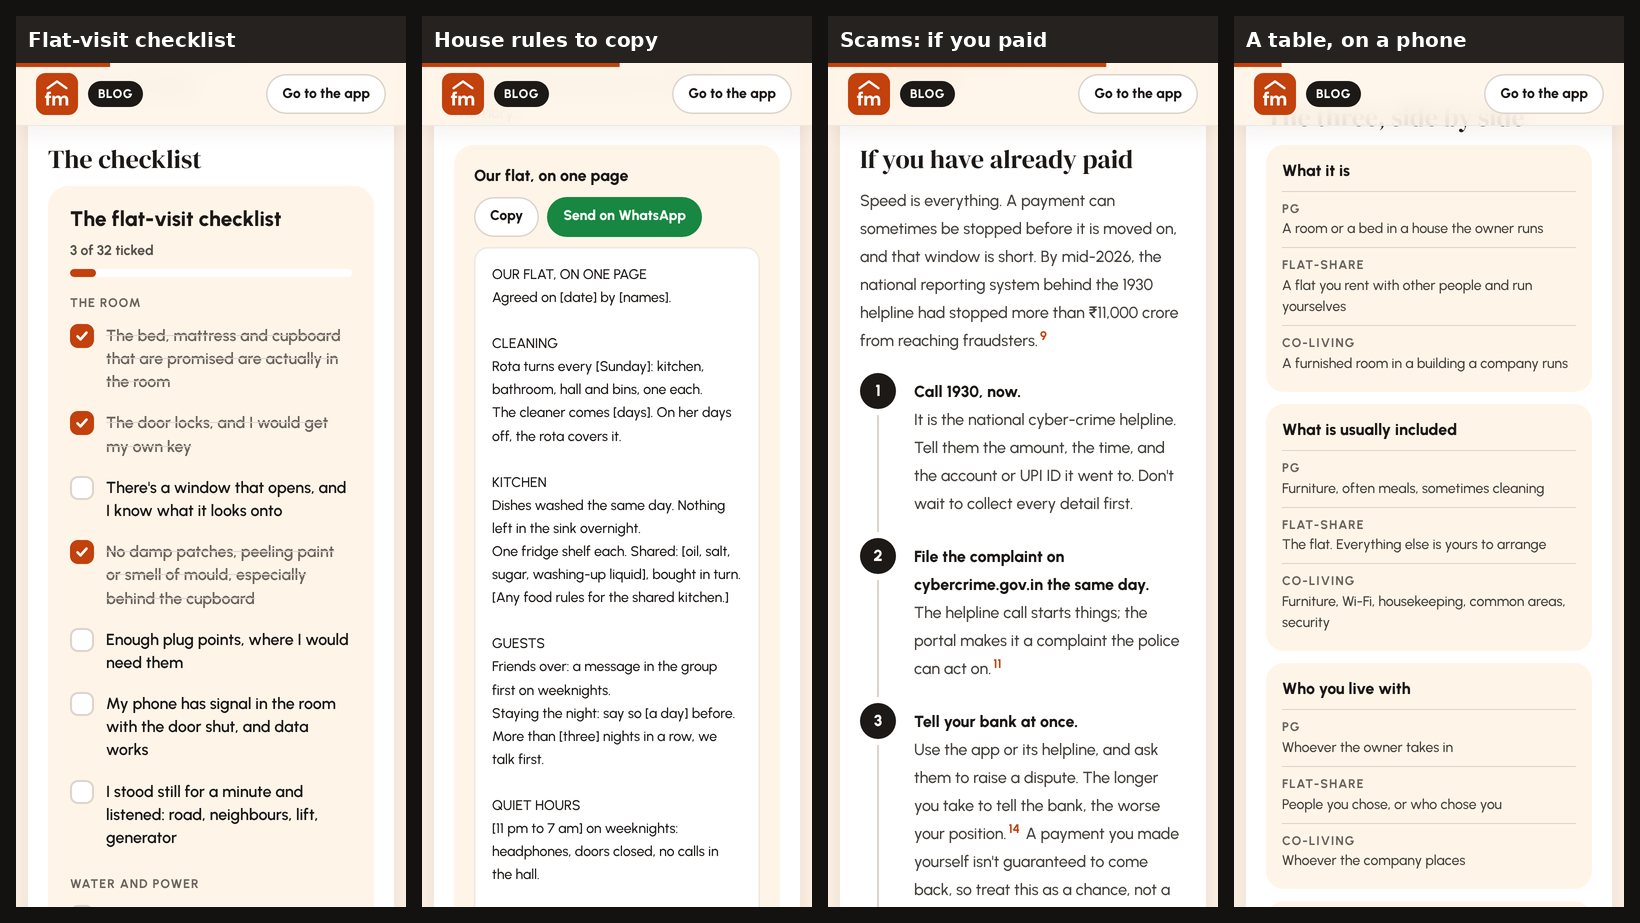 Flat-visit checklist
fm
BLOG
Go to the app
The checklist
The flat-visit checklist
3 of 32 ticked
THE ROOM
The bed, mattress and cupboard
that are promised are actually in
the room
The door locks, and I would get
my own key
There's a window that opens, and
I know what it looks onto
No damp patches, peeling paint
or smell of mould, especially
behind the cupboard
Enough plug points, where I would
need them
My phone has signal in the room
with the door shut, and data
works
I stood still for a minute and
listened: road, neighbours, lift,
generator
WATER AND POWER
House rules to copy
fm
BLOG
Go to the app
Our flat, on one page
Copy
Send on WhatsApp
OUR FLAT, ON ONE PAGE
Agreed on [date] by [names].
CLEANING
Rota turns every [Sunday]: kitchen,
bathroom, hall and bins, one each.
The cleaner comes [days]. On her days
off, the rota covers it.
KITCHEN
Dishes washed the same day. Nothing
left in the sink overnight.
One fridge shelf each. Shared: [oil, salt,
sugar, washing-up liquid], bought in turn.
[Any food rules for the shared kitchen.]
GUESTS
Friends over: a message in the group
first on weeknights.
Staying the night: say so [a day] before.
More than [three] nights in a row, we
talk first.
QUIET HOURS
[11 pm to 7 am] on weeknights:
headphones, doors closed, no calls in
the hall.
Scams: if you paid
fm
BLOG
Go to the app
If you have already paid
Speed is everything. A payment can
sometimes be stopped before it is moved on,
and that window is short. By mid-2026, the
national reporting system behind the 1930
helpline had stopped more than ₹11,000 crore
from reaching fraudsters. 9
1
Call 1930, now.
It is the national cyber-crime helpline.
Tell them the amount, the time, and
the account or UPI ID it went to. Don't
wait to collect every detail first.
2
File the complaint on
cybercrime.gov.in the same day.
The helpline call starts things; the
portal makes it a complaint the police
can act on. 11
3
Tell your bank at once.
Use the app or its helpline, and ask
them to raise a dispute. The longer
you take to tell the bank, the worse
your position. 14 A payment you made
yourself isn't guaranteed to come
back, so treat this as a chance, not a
A table, on a phone
fm
BLOG
Go to the app
The three, side by side
What it is
PG
A room or a bed in a house the owner runs
FLAT-SHARE
A flat you rent with other people and run
yourselves
CO-LIVING
A furnished room in a building a company runs
What is usually included
PG
Furniture, often meals, sometimes cleaning
FLAT-SHARE
The flat. Everything else is yours to arrange
CO-LIVING
Furniture, Wi-Fi, housekeeping, common areas,
security
Who you live with
PG
Whoever the owner takes in
FLAT-SHARE
People you chose, or who chose you
CO-LIVING
Whoever the company places